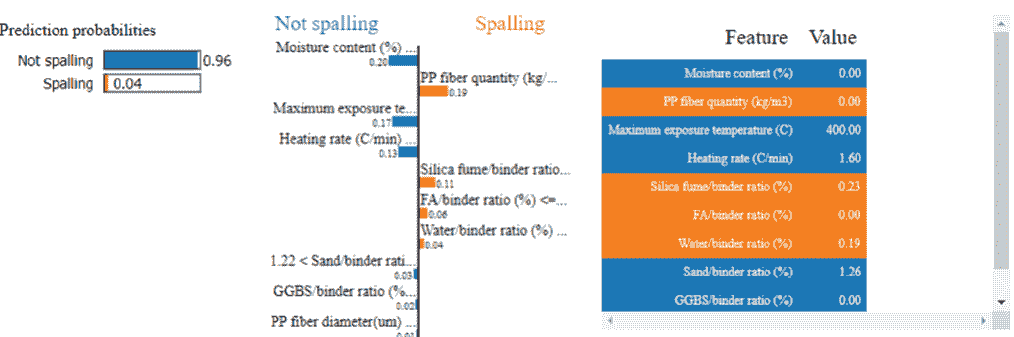 Prediction probabilities
Not spalling 0.96
Spalling 0.04
Not spalling Spalling
Moisture content (%) ...
0.20
PP fiber quantity (kg/...
0.19
Maximum exposure te...
0.17
Heating rate (C/min) ...
0.13
Silica fume/binder ratio...
0.11
FA/binder ratio (%) <=...
0.06
Water/binder ratio (%) ...
0.04
1.22 < Sand/binder rati...
0.03
GGBS/binder ratio (%...
0.02
PP fiber diameter(um) ...
0.01
Feature Value
Moisture content (%) 0.00
PP fiber quantity (kg/m3) 0.00
Maximum exposure temperature (C) 400.00
Heating rate (C/min) 1.60
Silica fume/binder ratio (%) 0.23
FA/binder ratio (%) 0.00
Water/binder ratio (%) 0.19
Sand/binder ratio (%) 1.26
GGBS/binder ratio (%) 0.00